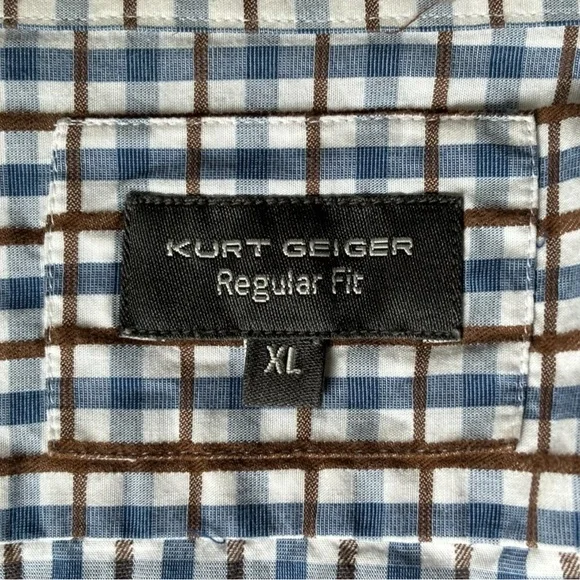 KURT GEIGER
Regular Fit
XL